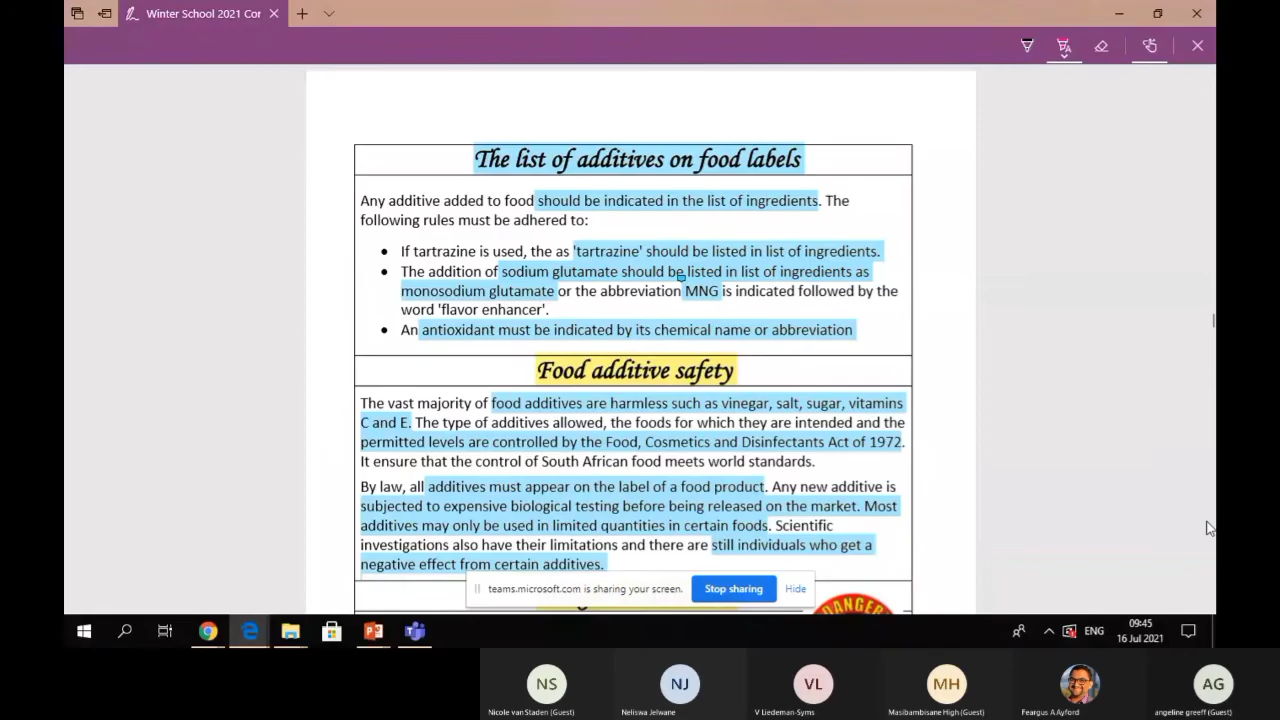 Winter School 2021 Cor
The list of additives on food labels
Any additive added to food should be indicated in the list of ingredients. The
following rules must be adhered to:
• If tartrazine is used, the as 'tartrazine' should be listed in list of ingredients.
• The addition of sodium glutamate should be listed in list of ingredients as
monosodium glutamate or the abbreviation MNG is indicated followed by the
word 'flavor enhancer'.
• An antioxidant must be indicated by its chemical name or abbreviation
Food additive safety
The vast majority of food additives are harmless such as vinegar, salt, sugar, vitamins
C and E. The type of additives allowed, the foods for which they are intended and the
permitted levels are controlled by the Food, Cosmetics and Disinfectants Act of 1972.
It ensure that the control of South African food meets world standards.
By law, all additives must appear on the label of a food product. Any new additive is
subjected to expensive biological testing before being released on the market. Most
additives may only be used in limited quantities in certain foods. Scientific
investigations also have their limitations and there are still individuals who get a
negative effect from certain additives.
teams.microsoft.com is sharing your screen. Stop sharing Hide
DANGER
ENG
09:45
16 Jul 2021
NS NJ VL MH AG
Nicole van Staden (Guest) Neliswa Jelwane V Liedeman-Syms Masibambisane High (Guest) Feargus A Ayford angeline greeff (Guest)